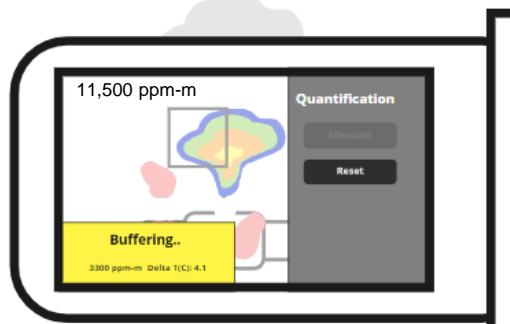 11,500 ppm-m
Quantification
Measure
Reset
Buffering..
3300 ppm-m Delta T(C): 4.1